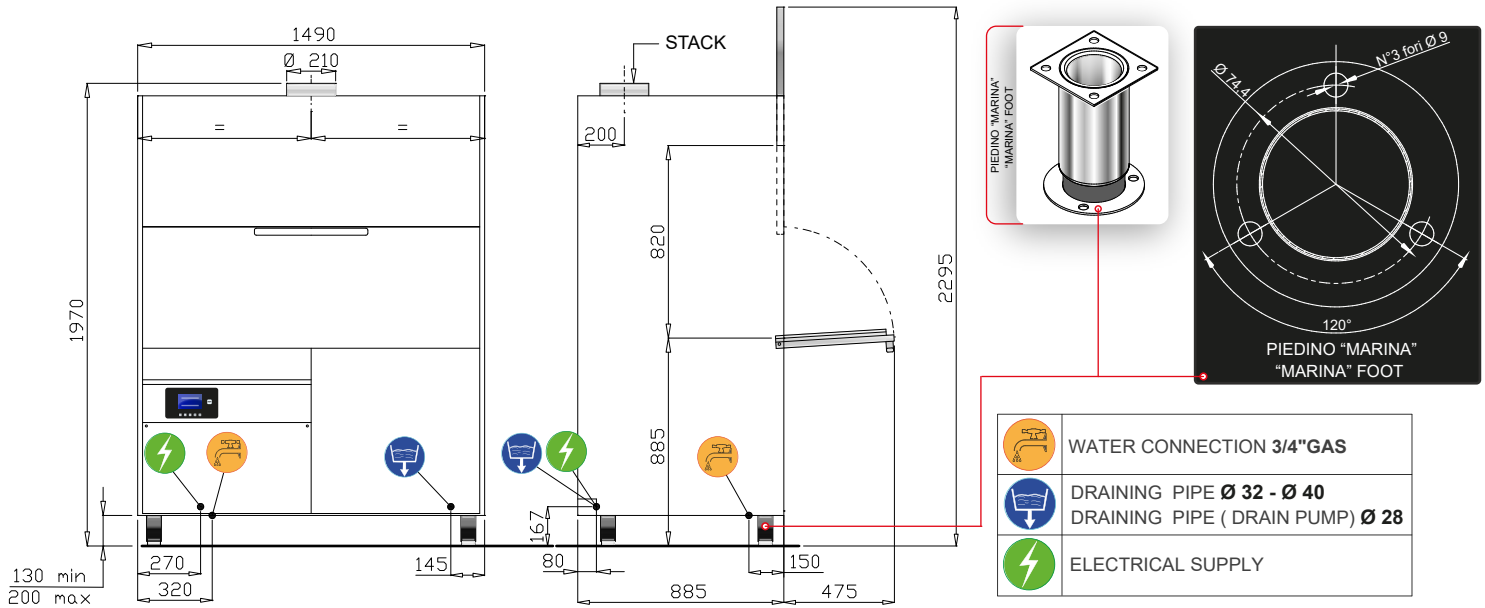 1490
Ø 210
=
=
1970
130 min
200 max
270
320
145
STACK
200
820
885
2295
167
80
150
885
475
PIEDINO "MARINA"
"MARINA" FOOT
N°3 fori Ø 9
Ø 74,4
120°
PIEDINO “MARINA”
“MARINA” FOOT
WATER CONNECTION 3/4"GAS
DRAINING PIPE Ø 32 - Ø 40
DRAINING PIPE ( DRAIN PUMP) Ø 28
ELECTRICAL SUPPLY